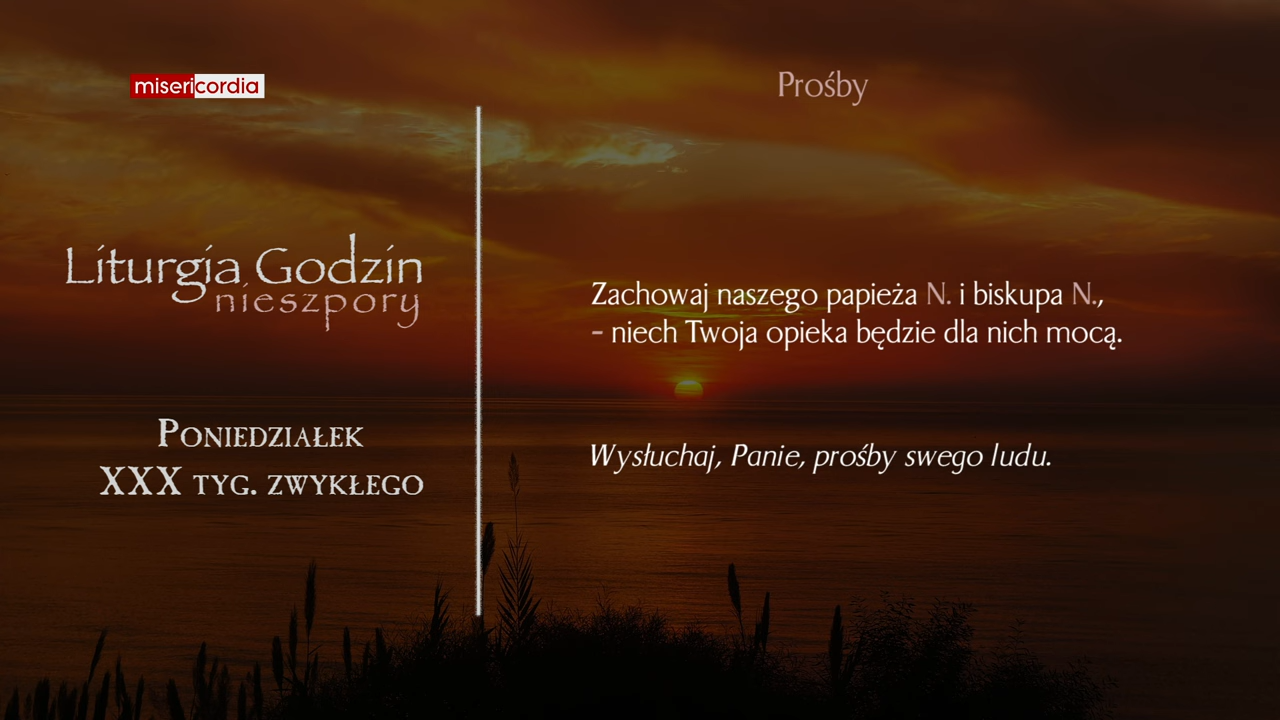 misericordia
Prośby
Liturgia Godzin
nieszpory
Zachowaj naszego papieża N. i biskupa N.,
- niech Twoja opieka będzie dla nich mocą.
Poniedziałek
XXX tyg. zwykłego
Wysłuchaj, Panie, prośby swego ludu.